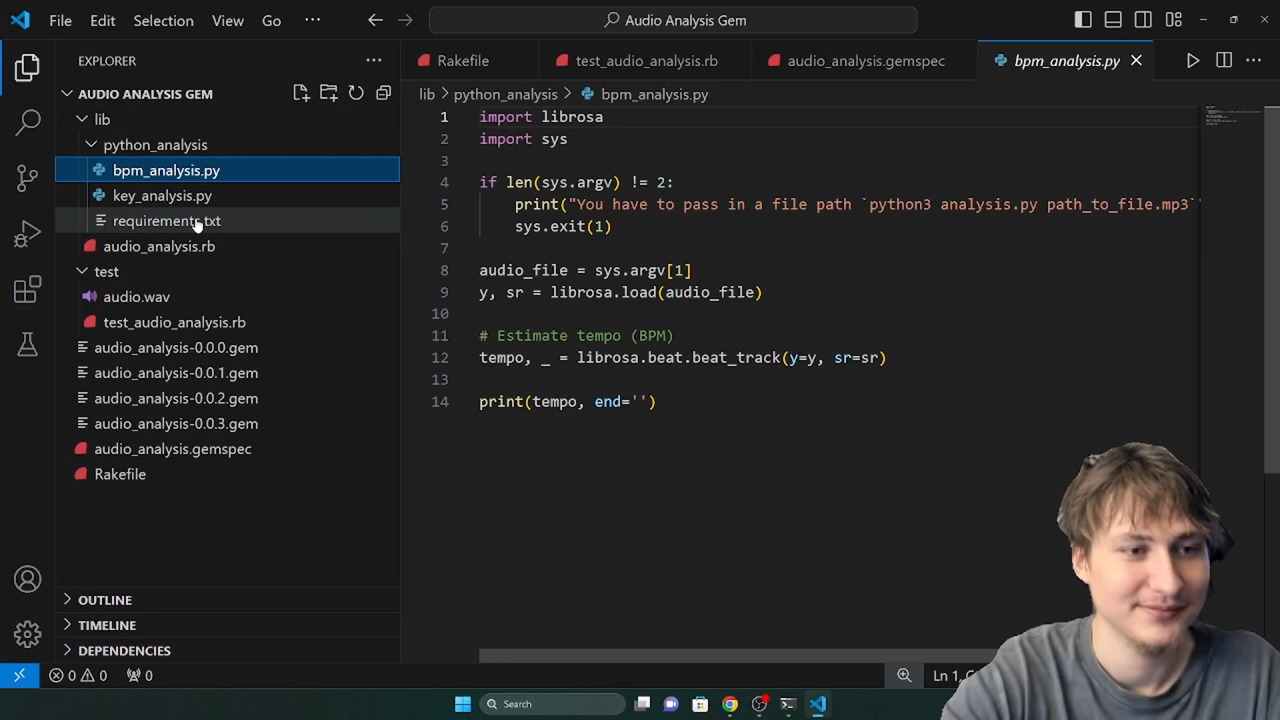 File Edit Selection View Go ··· Audio Analysis Gem
EXPLORER ···
AUDIO ANALYSIS GEM
lib
python_analysis
bpm_analysis.py
key_analysis.py
requirements.txt
audio_analysis.rb
test
audio.wav
test_audio_analysis.rb
audio_analysis-0.0.0.gem
audio_analysis-0.0.1.gem
audio_analysis-0.0.2.gem
audio_analysis-0.0.3.gem
audio_analysis.gemspec
Rakefile
OUTLINE
TIMELINE
DEPENDENCIES
Rakefile test_audio_analysis.rb audio_analysis.gemspec bpm_analysis.py
lib > python_analysis > bpm_analysis.py
1 import librosa
2 import sys
3
4 if len(sys.argv) != 2:
5 print("You have to pass in a file path `python3 analysis.py path_to_file.mp3`"
6 sys.exit(1)
7
8 audio_file = sys.argv[1]
9 y, sr = librosa.load(audio_file)
10
11 # Estimate tempo (BPM)
12 tempo, _ = librosa.beat.beat_track(y=y, sr=sr)
13
14 print(tempo, end='')
0 0 0 Ln 1,
Search